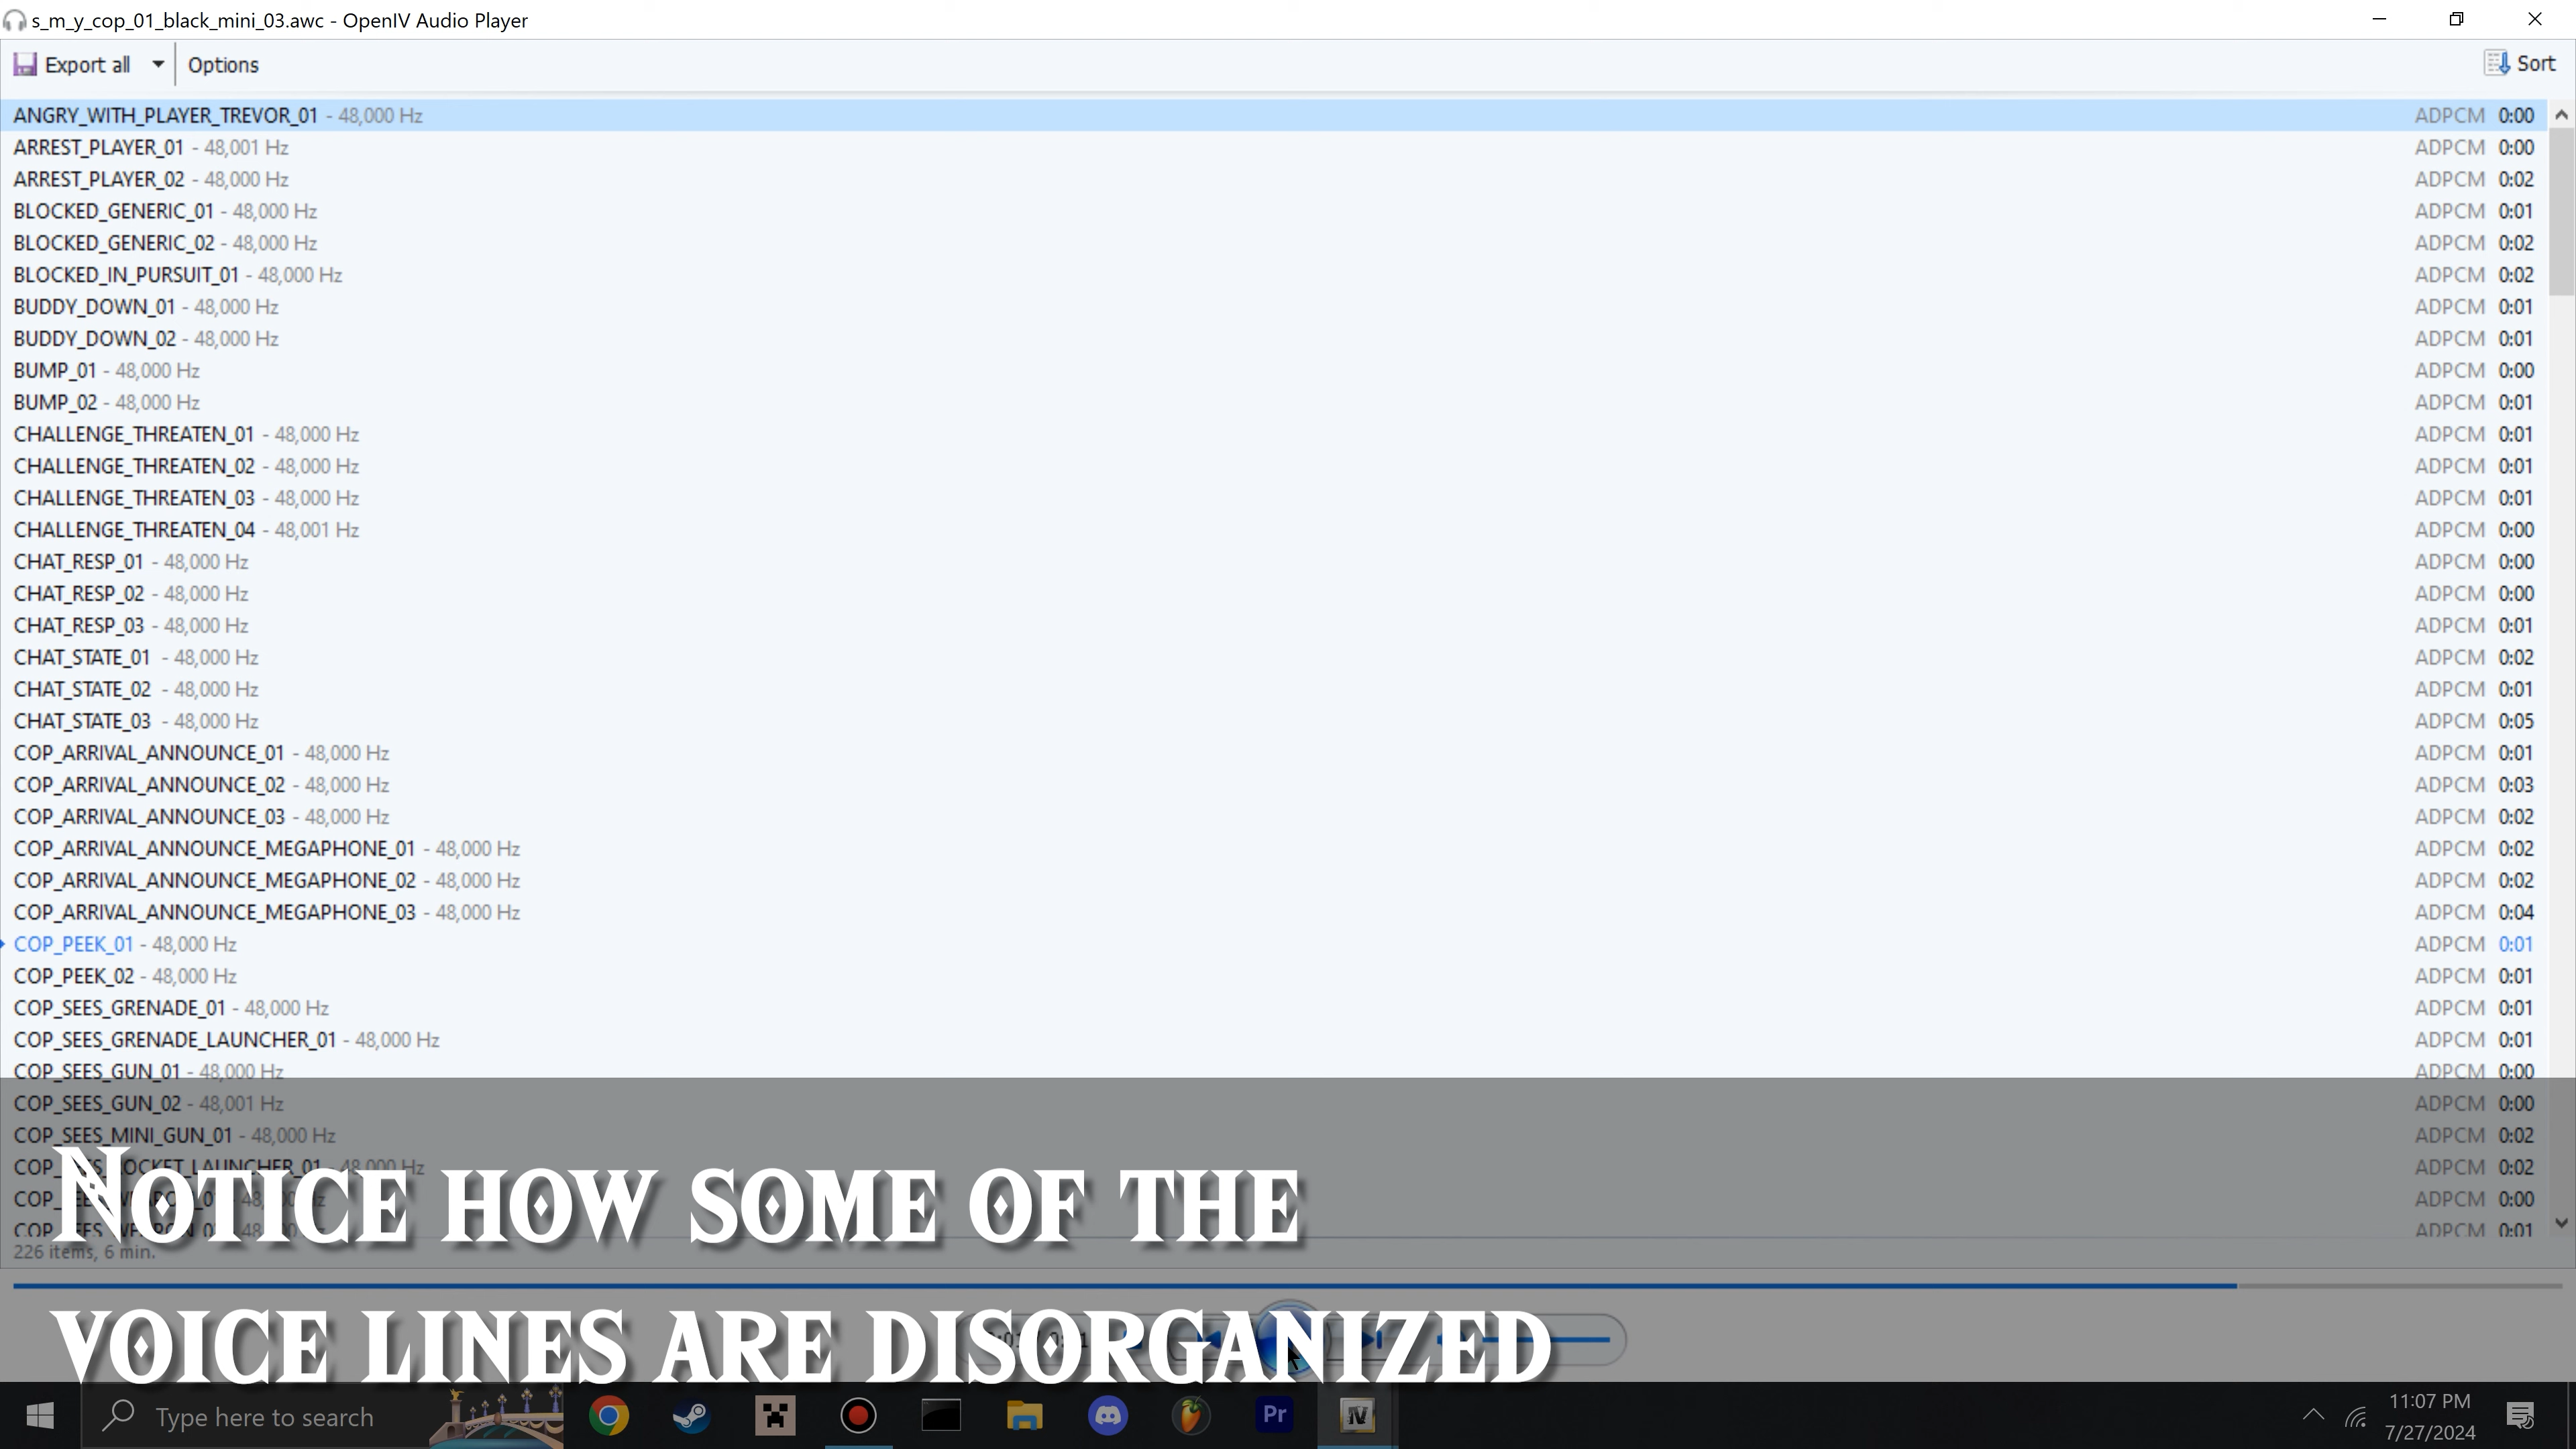 s_m_y_cop_01_black_mini_03.awc - OpenIV Audio Player
Export all Options Sort
ANGRY_WITH_PLAYER_TREVOR_01 - 48,000 Hz ADPCM 0:00
ARREST_PLAYER_01 - 48,001 Hz ADPCM 0:00
ARREST_PLAYER_02 - 48,000 Hz ADPCM 0:02
BLOCKED_GENERIC_01 - 48,000 Hz ADPCM 0:01
BLOCKED_GENERIC_02 - 48,000 Hz ADPCM 0:02
BLOCKED_IN_PURSUIT_01 - 48,000 Hz ADPCM 0:02
BUDDY_DOWN_01 - 48,000 Hz ADPCM 0:01
BUDDY_DOWN_02 - 48,000 Hz ADPCM 0:01
BUMP_01 - 48,000 Hz ADPCM 0:00
BUMP_02 - 48,000 Hz ADPCM 0:01
CHALLENGE_THREATEN_01 - 48,000 Hz ADPCM 0:01
CHALLENGE_THREATEN_02 - 48,000 Hz ADPCM 0:01
CHALLENGE_THREATEN_03 - 48,000 Hz ADPCM 0:01
CHALLENGE_THREATEN_04 - 48,001 Hz ADPCM 0:00
CHAT_RESP_01 - 48,000 Hz ADPCM 0:00
CHAT_RESP_02 - 48,000 Hz ADPCM 0:00
CHAT_RESP_03 - 48,000 Hz ADPCM 0:01
CHAT_STATE_01 - 48,000 Hz ADPCM 0:02
CHAT_STATE_02 - 48,000 Hz ADPCM 0:01
CHAT_STATE_03 - 48,000 Hz ADPCM 0:05
COP_ARRIVAL_ANNOUNCE_01 - 48,000 Hz ADPCM 0:01
COP_ARRIVAL_ANNOUNCE_02 - 48,000 Hz ADPCM 0:03
COP_ARRIVAL_ANNOUNCE_03 - 48,000 Hz ADPCM 0:02
COP_ARRIVAL_ANNOUNCE_MEGAPHONE_01 - 48,000 Hz ADPCM 0:02
COP_ARRIVAL_ANNOUNCE_MEGAPHONE_02 - 48,000 Hz ADPCM 0:02
COP_ARRIVAL_ANNOUNCE_MEGAPHONE_03 - 48,000 Hz ADPCM 0:04
COP_PEEK_01 - 48,000 Hz ADPCM 0:01
COP_PEEK_02 - 48,000 Hz ADPCM 0:01
COP_SEES_GRENADE_01 - 48,000 Hz ADPCM 0:01
COP_SEES_GRENADE_LAUNCHER_01 - 48,000 Hz ADPCM 0:01
COP_SEES_GUN_01 - 48,000 Hz ADPCM 0:00
COP_SEES_GUN_02 - 48,001 Hz ADPCM 0:00
COP_SEES_MINI_GUN_01 - 48,000 Hz ADPCM 0:02
COP_SEES_ROCKET_LAUNCHER_01 - 48,000 Hz ADPCM 0:02
ADPCM 0:00
ADPCM 0:01
226 items, 6 min.
NOTICE HOW SOME OF THE
VOICE LINES ARE DISORGANIZED
Type here to search Pr IV 11:07 PM
7/27/2024